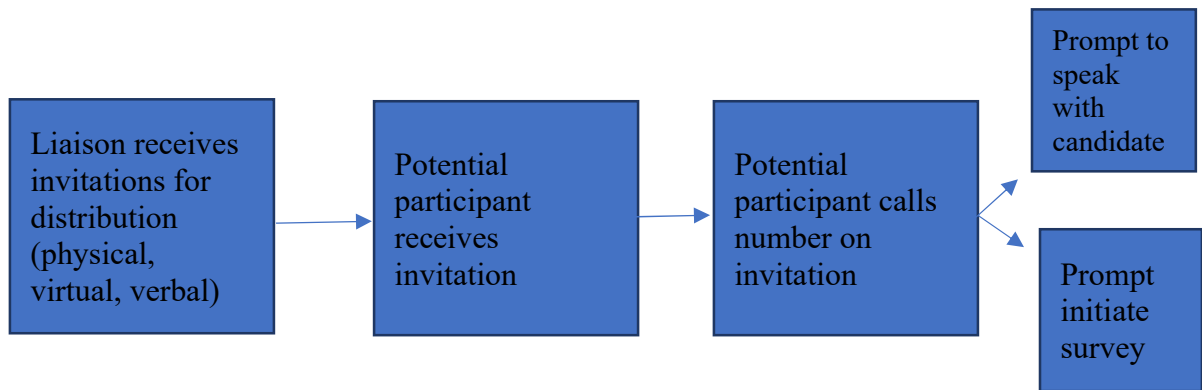 Liaison receives
invitations for
distribution
(physical,
virtual, verbal)
Potential
participant
receives
invitation
Potential
participant calls
number on
invitation
Prompt to
speak
with
candidate
Prompt
initiate
survey